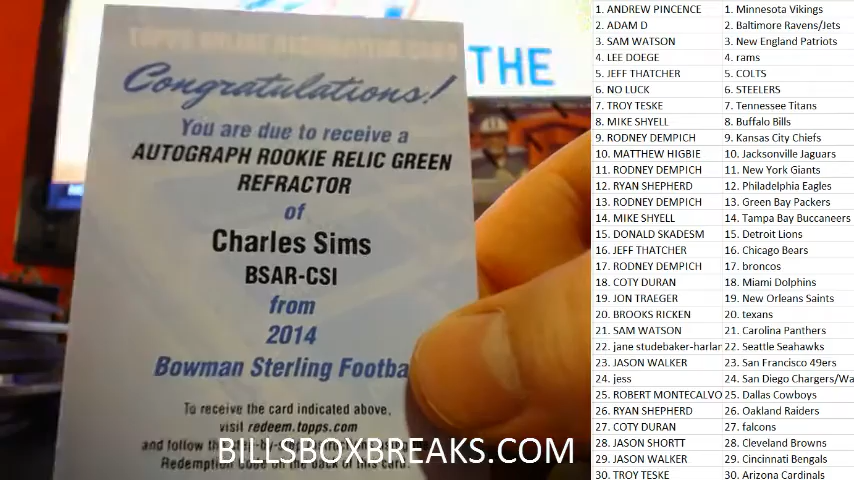 TOPPS ONLINE REDEMPTION CARD
Congratulations!
You are due to receive a
AUTOGRAPH ROOKIE RELIC GREEN
REFRACTOR
of
Charles Sims
BSAR-CSI
from
2014
Bowman Sterling Footba
To receive the card indicated above,
visit redeem.topps.com
and follow the
Redemption Code on the back of this card.
THE
BILLSBOXBREAKS.COM
1. ANDREW PINCENCE 1. Minnesota Vikings
2. ADAM D 2. Baltimore Ravens/Jets
3. SAM WATSON 3. New England Patriots
4. LEE DOEGE 4. rams
5. JEFF THATCHER 5. COLTS
6. NO LUCK 6. STEELERS
7. TROY TESKE 7. Tennessee Titans
8. MIKE SHYELL 8. Buffalo Bills
9. RODNEY DEMPICH 9. Kansas City Chiefs
10. MATTHEW HIGBIE 10. Jacksonville Jaguars
11. RODNEY DEMPICH 11. New York Giants
12. RYAN SHEPHERD 12. Philadelphia Eagles
13. RODNEY DEMPICH 13. Green Bay Packers
14. MIKE SHYELL 14. Tampa Bay Buccaneers
15. DONALD SKADESM 15. Detroit Lions
16. JEFF THATCHER 16. Chicago Bears
17. RODNEY DEMPICH 17. broncos
18. COTY DURAN 18. Miami Dolphins
19. JON TRAEGER 19. New Orleans Saints
20. BROOKS RICKEN 20. texans
21. SAM WATSON 21. Carolina Panthers
22. jane studebaker-harlan 22. Seattle Seahawks
23. JASON WALKER 23. San Francisco 49ers
24. jess 24. San Diego Chargers/Wa
25. ROBERT MONTECALVO 25. Dallas Cowboys
26. RYAN SHEPHERD 26. Oakland Raiders
27. COTY DURAN 27. falcons
28. JASON SHORTT 28. Cleveland Browns
29. JASON WALKER 29. Cincinnati Bengals
30. TROY TESKE 30. Arizona Cardinals